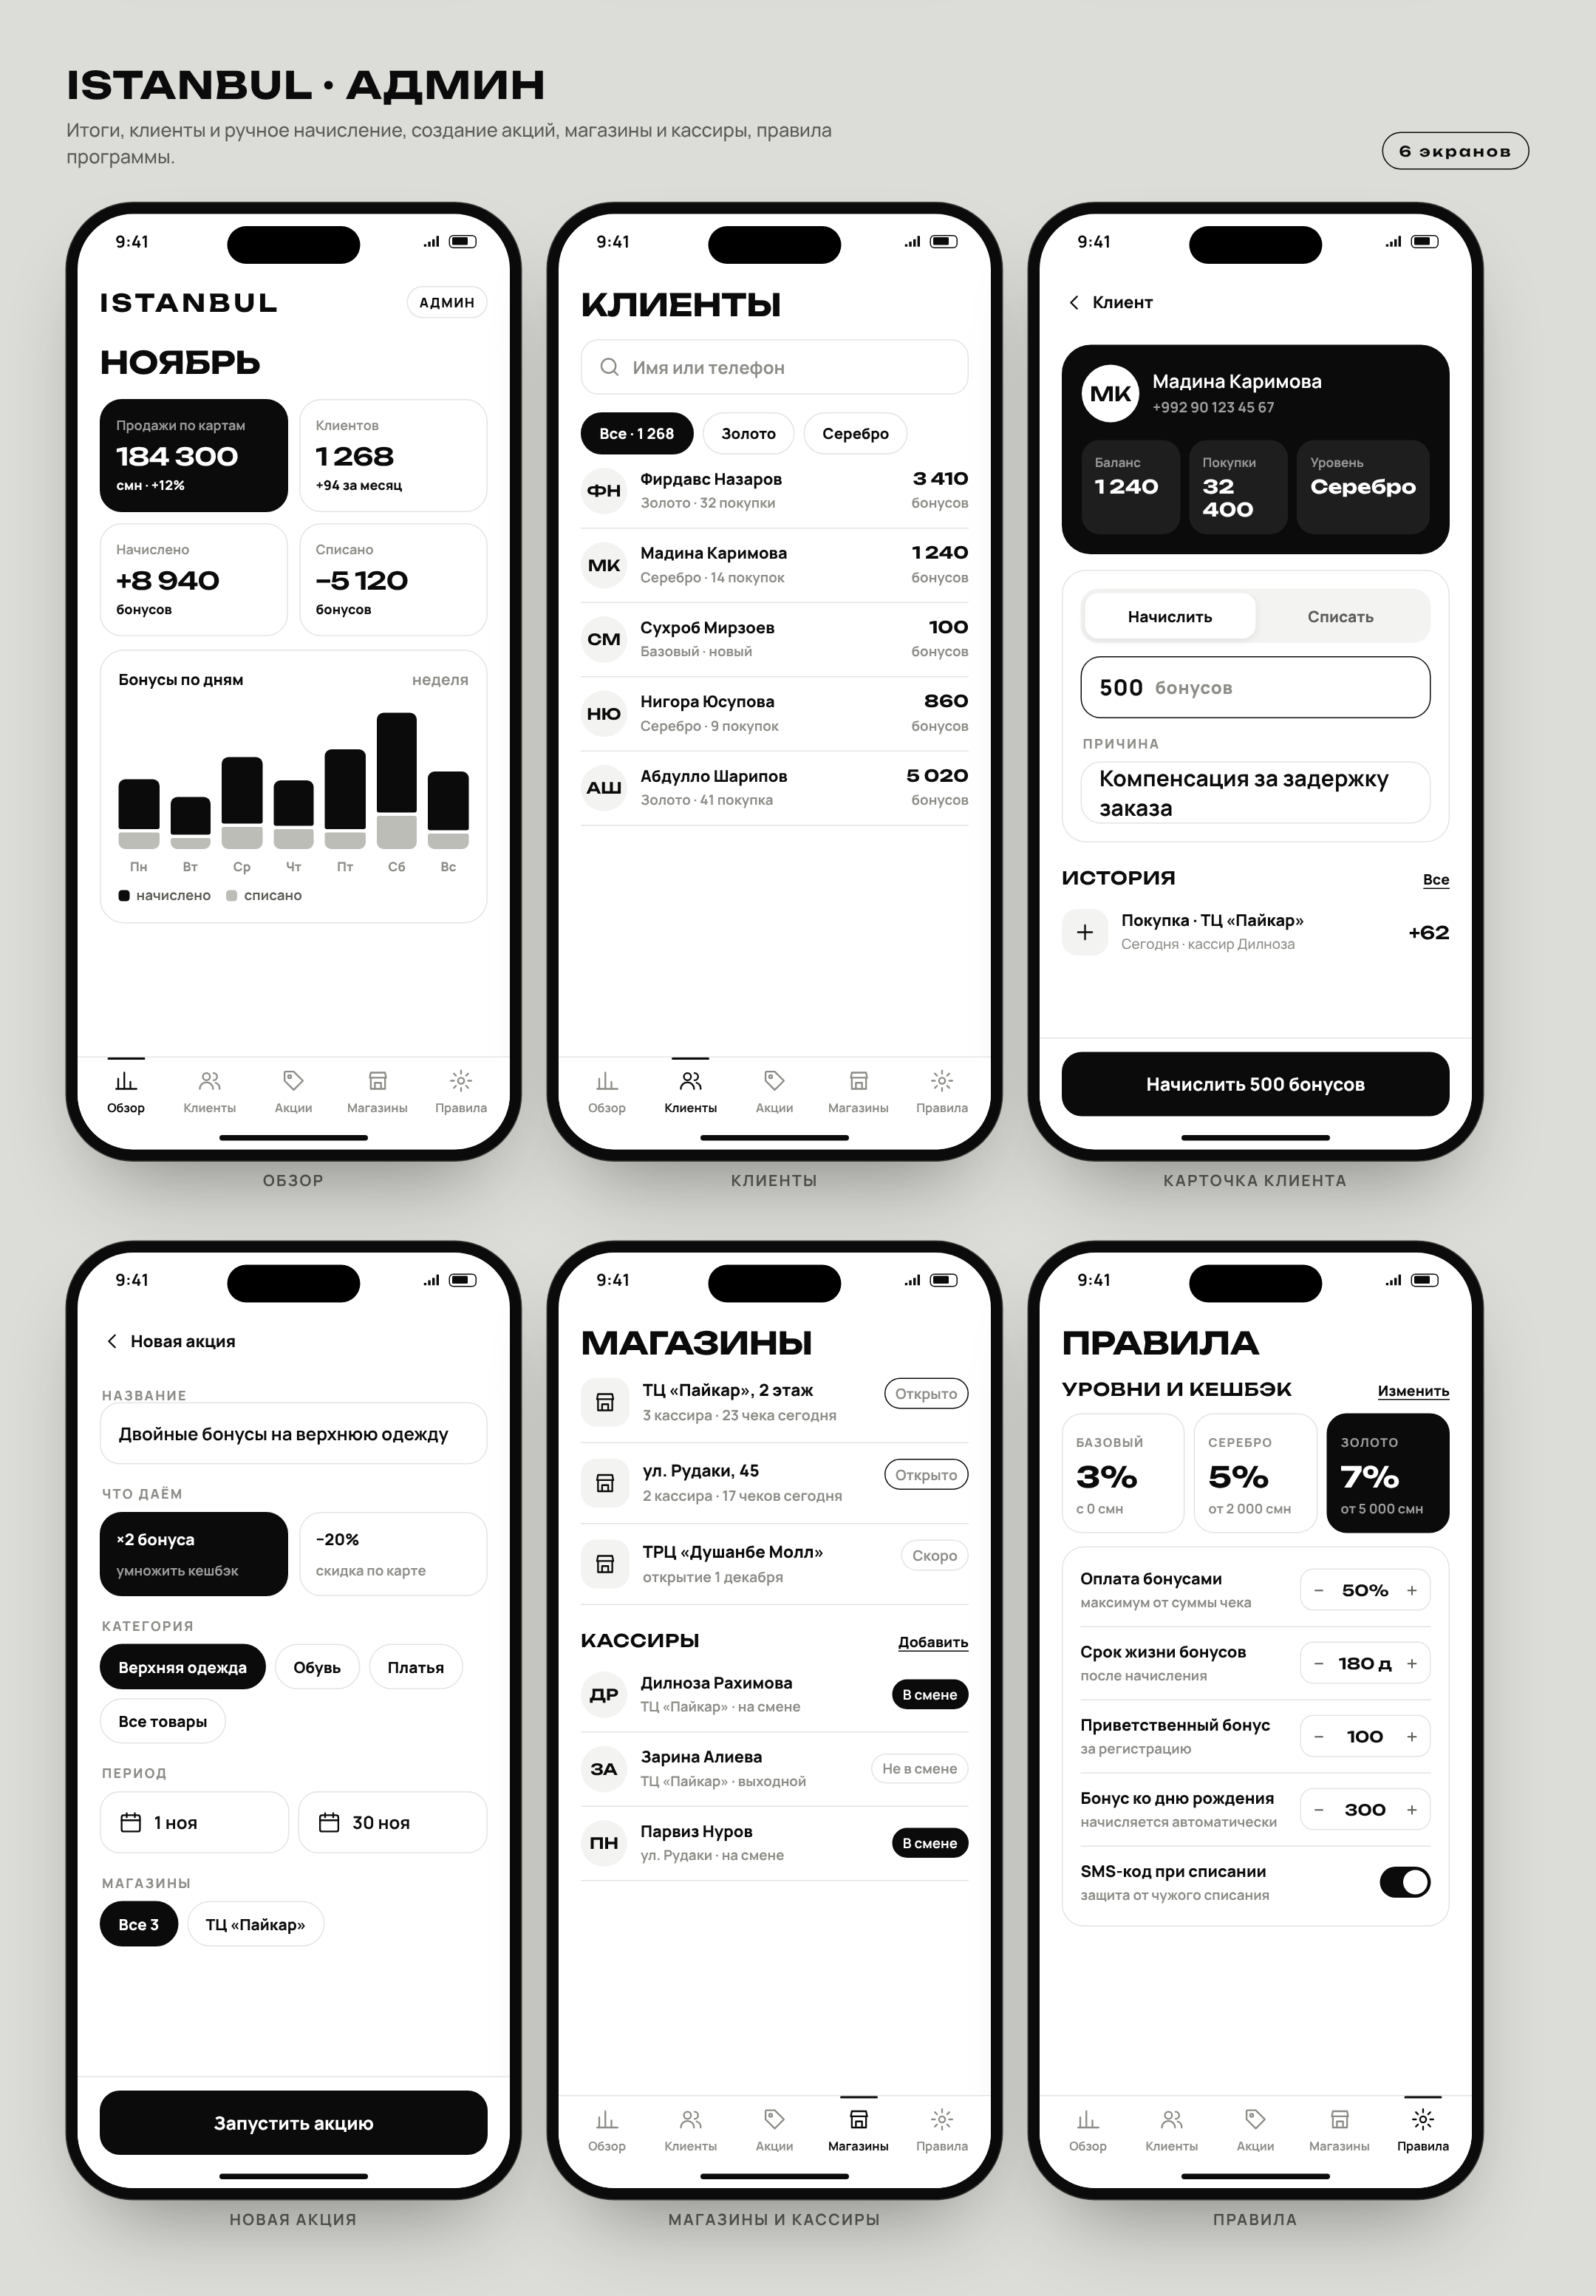 ISTANBUL · АДМИН
Итоги, клиенты и ручное начисление, создание акций, магазины и кассиры, правила
программы.
6 экранов
9:41
ISTANBUL
АДМИН
НОЯБРЬ
Продажи по картам
184 300
смн · +12%
Клиентов
1 268
+94 за месяц
Начислено
+8 940
бонусов
Списано
−5 120
бонусов
Бонусы по дням
неделя
Пн Вт Ср Чт Пт Сб Вс
начислено списано
Обзор Клиенты Акции Магазины Правила
ОБЗОР
9:41
КЛИЕНТЫ
Имя или телефон
Все · 1 268 Золото Серебро
ФН Фирдавс Назаров 3 410
Золото · 32 покупки бонусов
МК Мадина Каримова 1 240
Серебро · 14 покупок бонусов
СМ Сухроб Мирзоев 100
Базовый · новый бонусов
НЮ Нигора Юсупова 860
Серебро · 9 покупок бонусов
АШ Абдулло Шарипов 5 020
Золото · 41 покупка бонусов
Обзор Клиенты Акции Магазины Правила
КЛИЕНТЫ
9:41
Клиент
МК
Мадина Каримова
+992 90 123 45 67
Баланс
1 240
Покупки
32
400
Уровень
Серебро
Начислить Списать
500 бонусов
ПРИЧИНА
Компенсация за задержку
заказа
ИСТОРИЯ Все
Покупка · ТЦ «Пайкар» +62
Сегодня · кассир Дилноза
Начислить 500 бонусов
КАРТОЧКА КЛИЕНТА
9:41
Новая акция
НАЗВАНИЕ
Двойные бонусы на верхнюю одежду
ЧТО ДАЁМ
×2 бонуса
умножить кешбэк
−20%
скидка по карте
КАТЕГОРИЯ
Верхняя одежда Обувь Платья
Все товары
ПЕРИОД
1 ноя 30 ноя
МАГАЗИНЫ
Все 3 ТЦ «Пайкар»
Запустить акцию
НОВАЯ АКЦИЯ
9:41
МАГАЗИНЫ
ТЦ «Пайкар», 2 этаж Открыто
3 кассира · 23 чека сегодня
ул. Рудаки, 45 Открыто
2 кассира · 17 чеков сегодня
ТРЦ «Душанбе Молл» Скоро
открытие 1 декабря
КАССИРЫ Добавить
ДР Дилноза Рахимова В смене
ТЦ «Пайкар» · на смене
ЗА Зарина Алиева Не в смене
ТЦ «Пайкар» · выходной
ПН Парвиз Нуров В смене
ул. Рудаки · на смене
Обзор Клиенты Акции Магазины Правила
МАГАЗИНЫ И КАССИРЫ
9:41
ПРАВИЛА
УРОВНИ И КЕШБЭК Изменить
БАЗОВЫЙ
3%
с 0 смн
СЕРЕБРО
5%
от 2 000 смн
ЗОЛОТО
7%
от 5 000 смн
Оплата бонусами − 50% +
максимум от суммы чека
Срок жизни бонусов − 180 д +
после начисления
Приветственный бонус − 100 +
за регистрацию
Бонус ко дню рождения − 300 +
начисляется автоматически
SMS-код при списании
защита от чужого списания
Обзор Клиенты Акции Магазины Правила
ПРАВИЛА